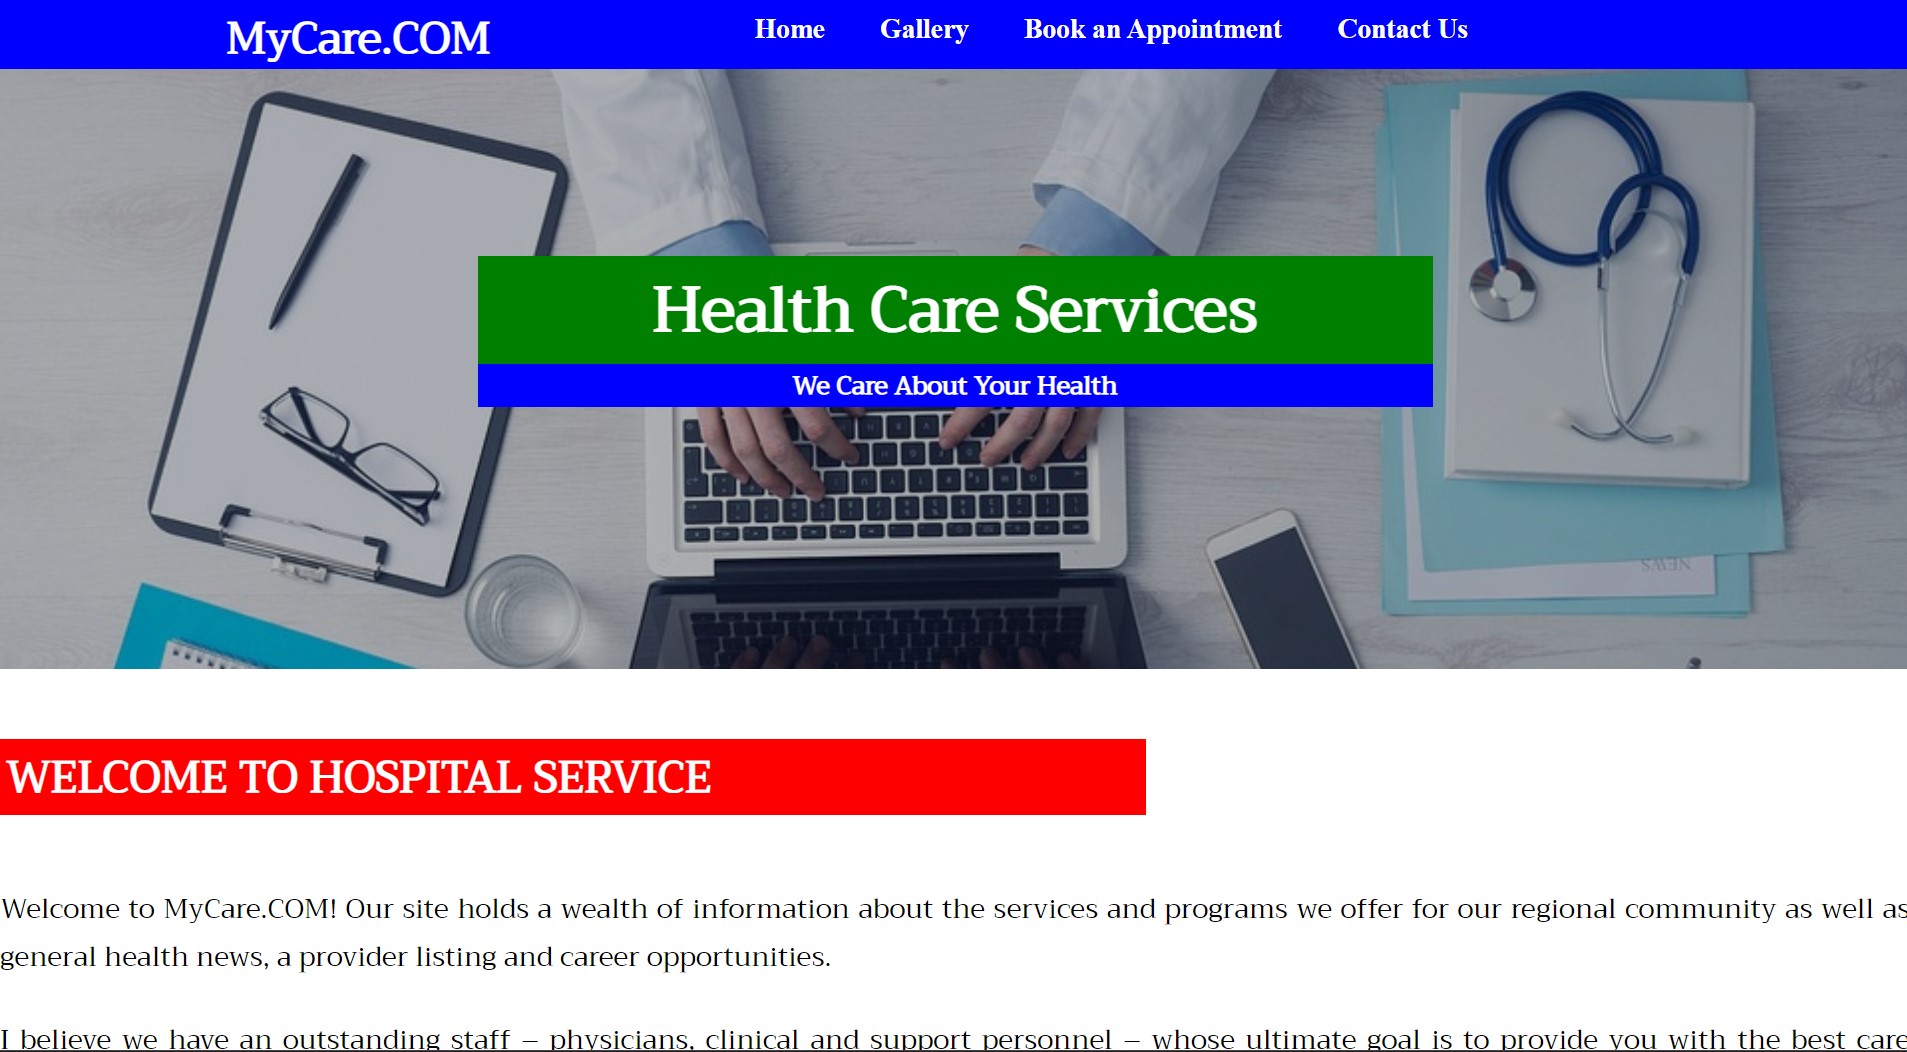 MyCare.COM
Home Gallery Book an Appointment Contact Us
Health Care Services
We Care About Your Health
NEWS
WELCOME TO HOSPITAL SERVICE
Welcome to MyCare.COM! Our site holds a wealth of information about the services and programs we offer for our regional community as well as
general health news, a provider listing and career opportunities.
I believe we have an outstanding staff – physicians, clinical and support personnel – whose ultimate goal is to provide you with the best care